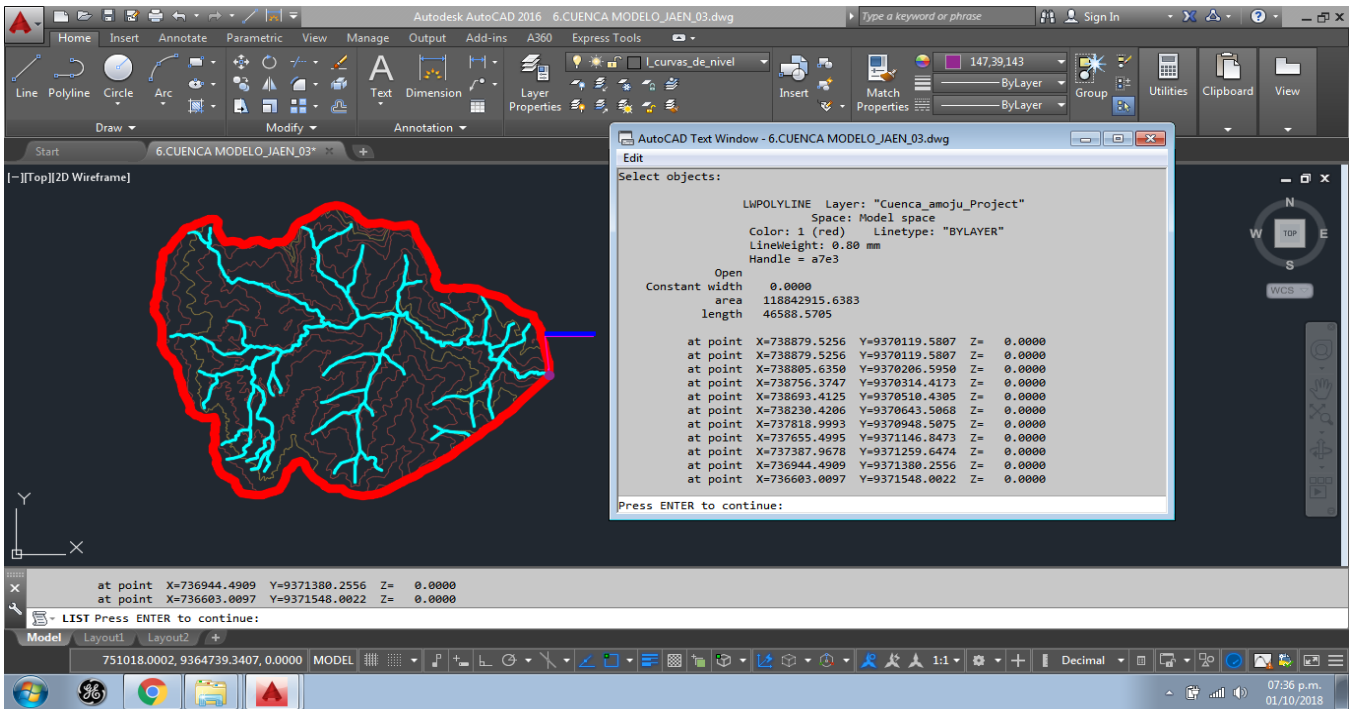 Autodesk AutoCAD 2016   6.CUENCA MODELO_JAEN_03.dwg
Type a keyword or phrase
Sign In
Home Insert Annotate Parametric View Manage Output Add-ins A360 Express Tools
Line Polyline Circle Arc
Draw
Modify
A
Text Dimension
Annotation
Layer Properties
l_curvas_de_nivel
Insert
Match Properties
147,39,143
ByLayer
ByLayer
Group
Utilities
Clipboard
View
Start
6.CUENCA MODELO_JAEN_03*
[−][Top][2D Wireframe]
AutoCAD Text Window - 6.CUENCA MODELO_JAEN_03.dwg
Edit
Select objects:
LWPOLYLINE  Layer: "Cuenca_amoju_Project"
Space: Model space
Color: 1 (red)    Linetype: "BYLAYER"
LineWeight: 0.80 mm
Handle = a7e3
Open
Constant width    0.0000
area   118842915.6383
length   46588.5705
at point  X=738879.5256  Y=9370119.5807  Z=   0.0000
at point  X=738879.5256  Y=9370119.5807  Z=   0.0000
at point  X=738805.6350  Y=9370206.5950  Z=   0.0000
at point  X=738756.3747  Y=9370314.4173  Z=   0.0000
at point  X=738693.4125  Y=9370510.4305  Z=   0.0000
at point  X=738230.4206  Y=9370643.5068  Z=   0.0000
at point  X=737818.9993  Y=9370948.5075  Z=   0.0000
at point  X=737655.4995  Y=9371146.8473  Z=   0.0000
at point  X=737387.9678  Y=9371259.6474  Z=   0.0000
at point  X=736944.4909  Y=9371380.2556  Z=   0.0000
at point  X=736603.0097  Y=9371548.0022  Z=   0.0000
Press ENTER to continue:
N
W TOP E
S
WCS
Y
X
at point  X=736944.4909  Y=9371380.2556  Z=   0.0000
at point  X=736603.0097  Y=9371548.0022  Z=   0.0000
LIST Press ENTER to continue:
Model Layout1 Layout2 +
751018.0002, 9364739.3407, 0.0000 MODEL
1:1
Decimal
07:36 p.m.
01/10/2018